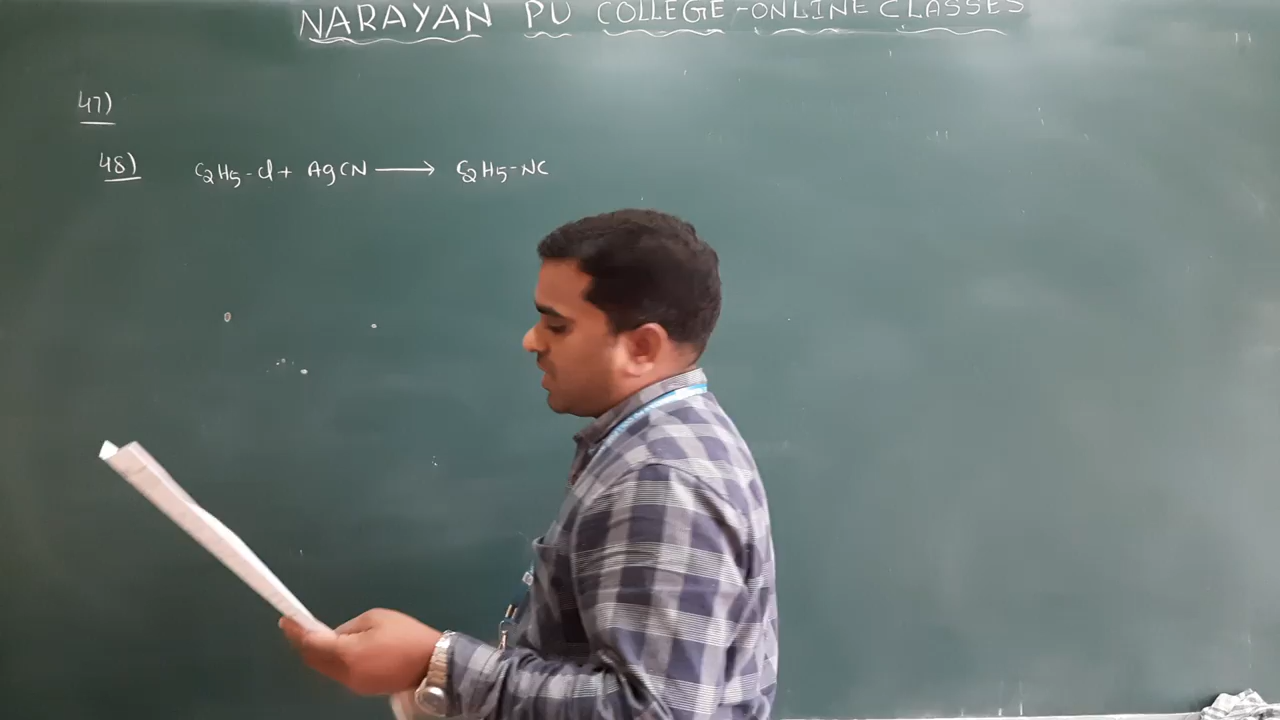 NARAYAN PU COLLEGE - ONLINE CLASSES
47)
48) C2H5-Cl + AgCN ⟶ C2H5-NC